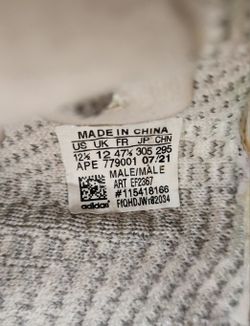 MADE IN CHINA
US UK FR JP CHN
12½ 12 47⅓ 305 295
APE 779001 07/21
MALE/MALE
ART EF2367
#115418166
adidas